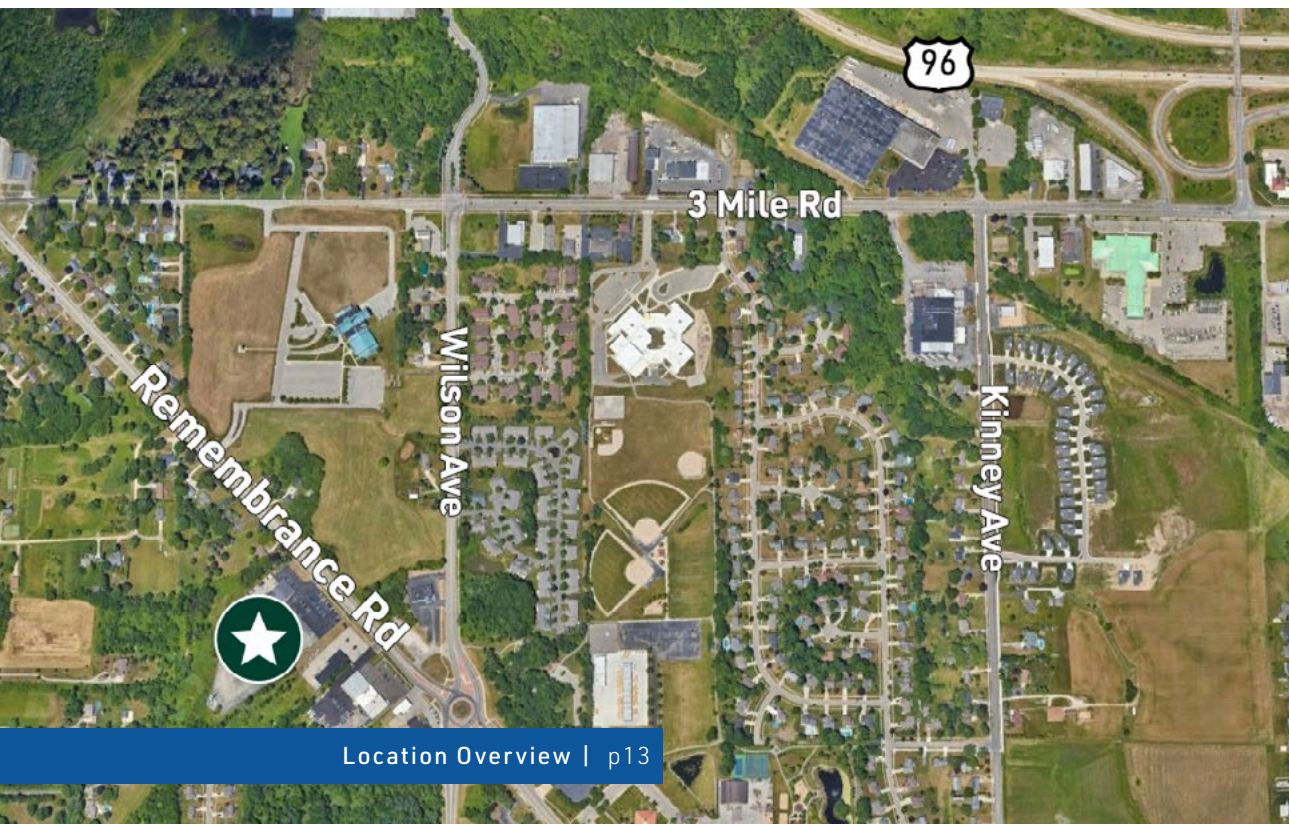 96
3 Mile Rd
Wilson Ave
Remembrance Rd
Kinney Ave
Location Overview | p13